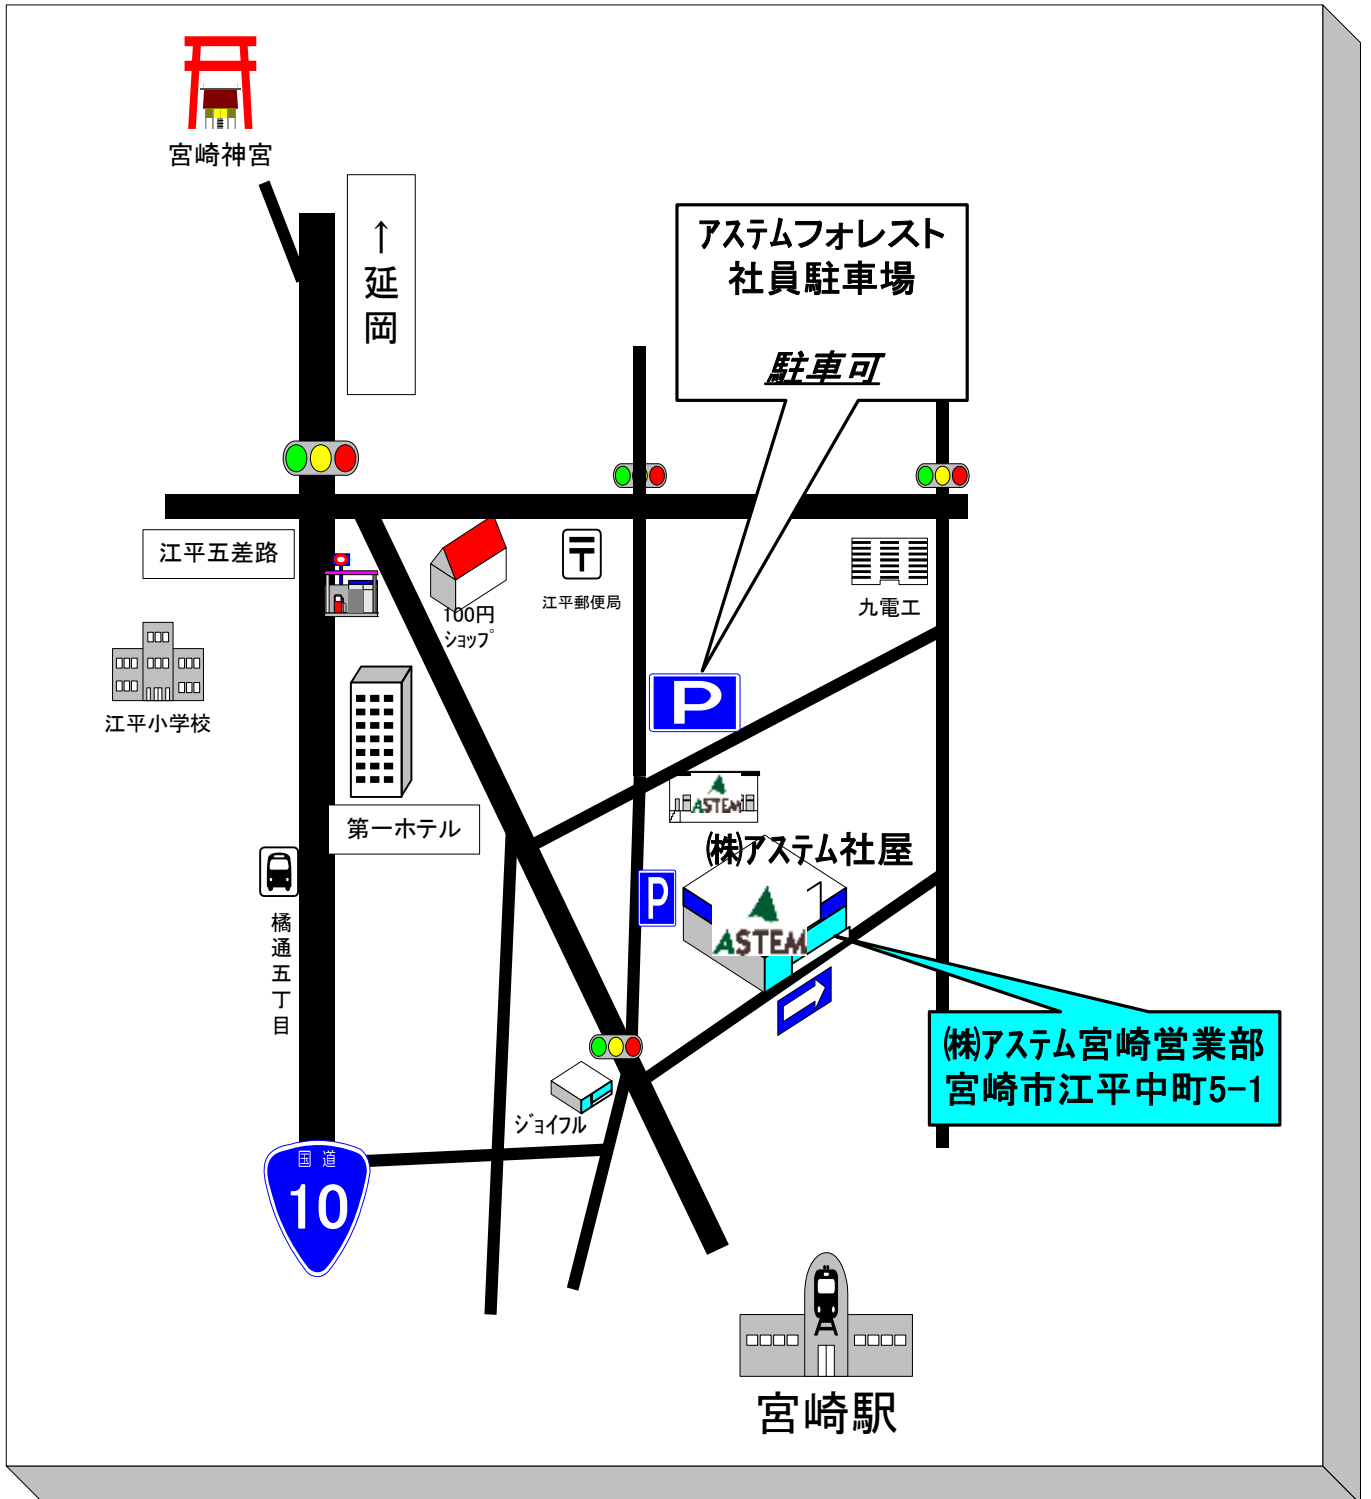 宮崎神宮
↑延岡
アステムフォレスト
社員駐車場
駐車可
江平五差路
100円
ショップ
江平郵便局
九電工
江平小学校
P
第一ホテル
ASTEM
㈱アステム社屋
P
ASTEM
橘通五丁目
㈱アステム宮崎営業部
宮崎市江平中町5-1
ジョイフル
国道
10
宮崎駅